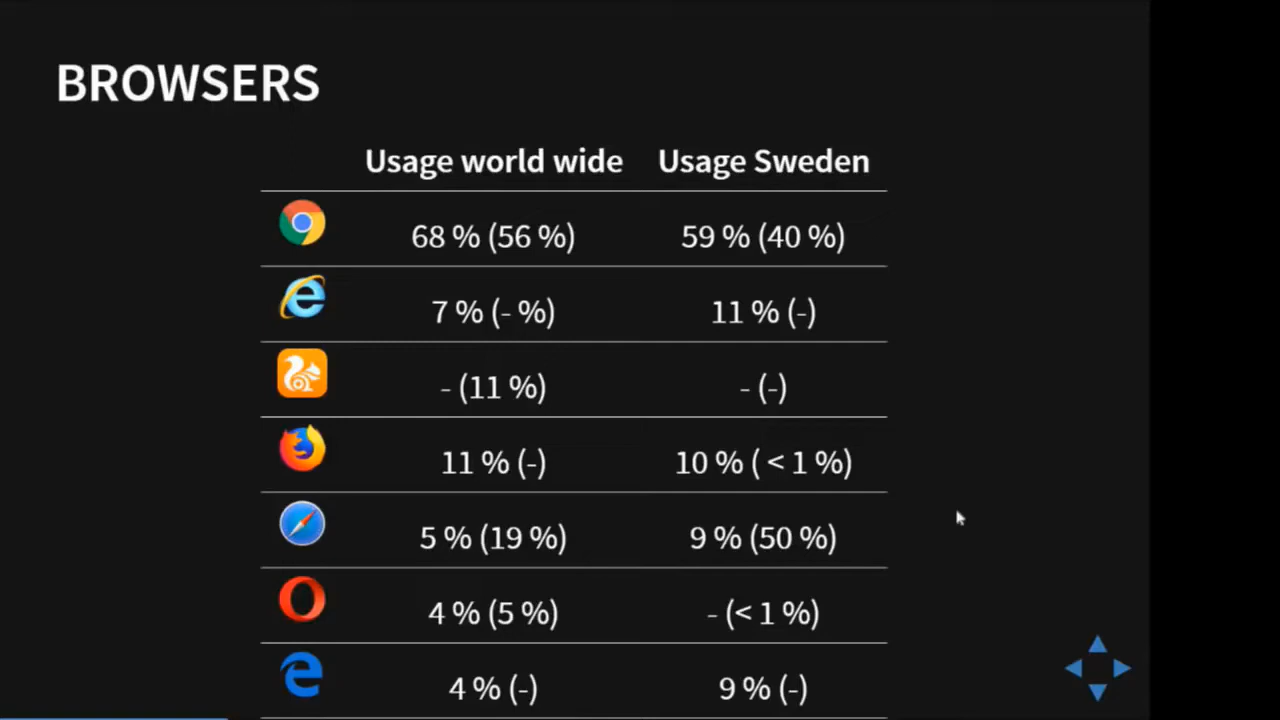 BROWSERS
Usage world wide Usage Sweden
68 % (56 %) 59 % (40 %)
7 % (- %) 11 % (-)
- (11 %) - (-)
11 % (-) 10 % ( < 1 %)
5 % (19 %) 9 % (50 %)
4 % (5 %) - (< 1 %)
4 % (-) 9 % (-)